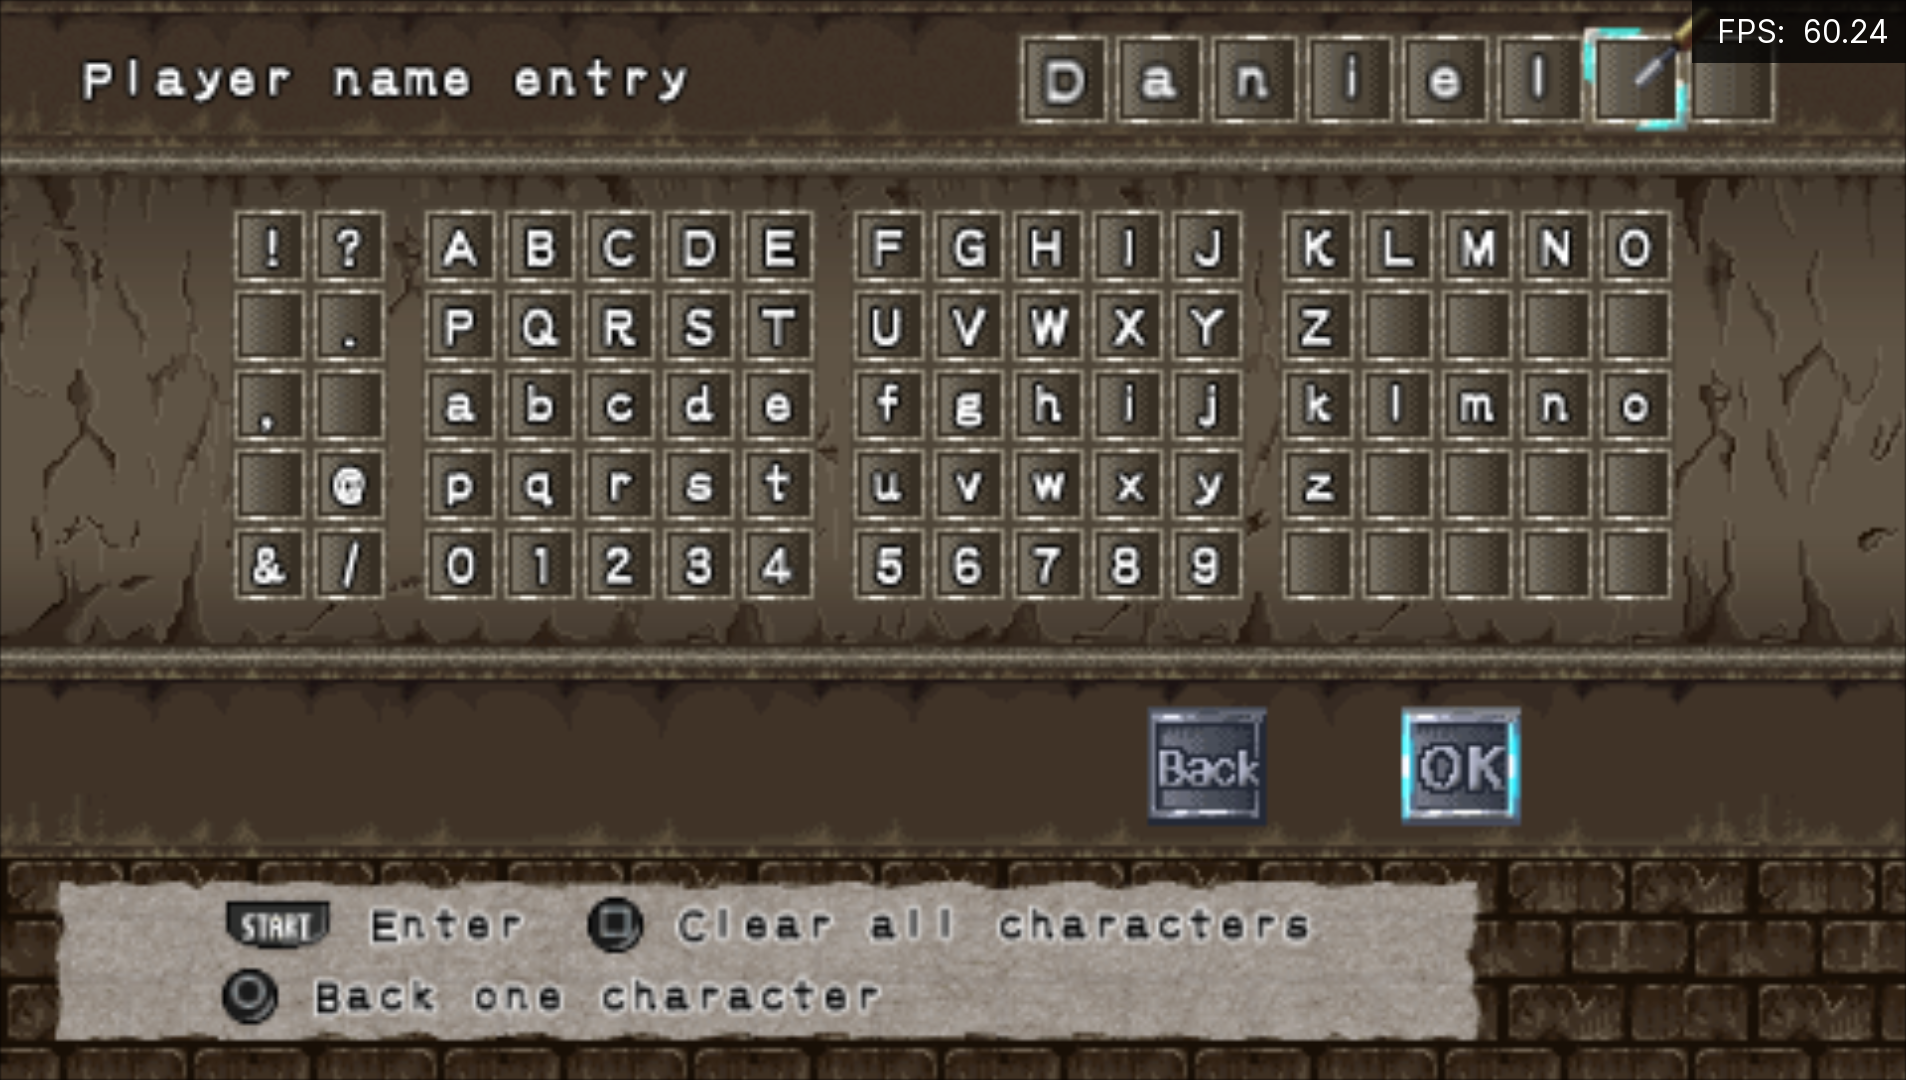 FPS: 60.24
Player name entry Daniel
! ? A B C D E F G H I J K L M N O
. P Q R S T U V W X Y Z
, a b c d e f g h i j k l m n o
@ p q r s t u v w x y z
& / 0 1 2 3 4 5 6 7 8 9
Back OK
START Enter Clear all characters
Back one character